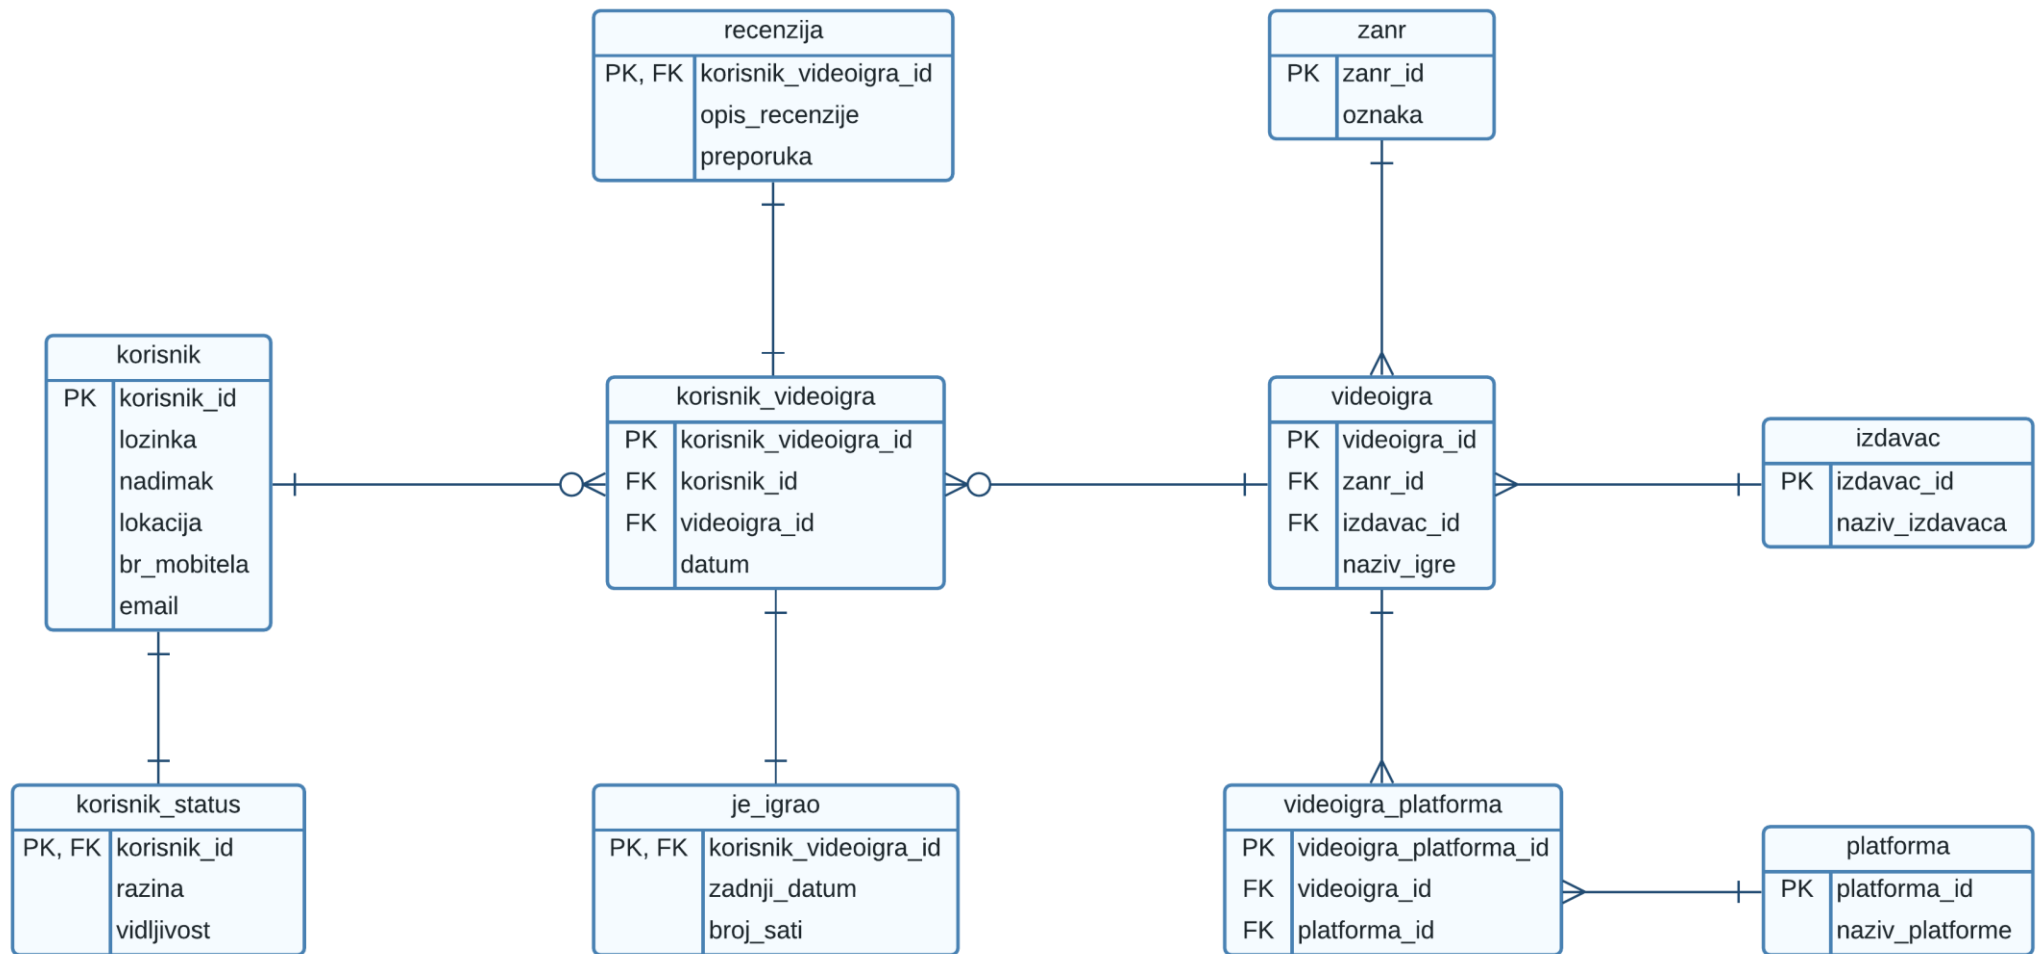 recenzija
PK, FK korisnik_videoigra_id
opis_recenzije
preporuka
zanr
PK zanr_id
oznaka
korisnik
PK korisnik_id
lozinka
nadimak
lokacija
br_mobitela
email
korisnik_videoigra
PK korisnik_videoigra_id
FK korisnik_id
FK videoigra_id
datum
videoigra
PK videoigra_id
FK zanr_id
FK izdavac_id
naziv_igre
izdavac
PK izdavac_id
naziv_izdavaca
korisnik_status
PK, FK korisnik_id
razina
vidljivost
je_igrao
PK, FK korisnik_videoigra_id
zadnji_datum
broj_sati
videoigra_platforma
PK videoigra_platforma_id
FK videoigra_id
FK platforma_id
platforma
PK platforma_id
naziv_platforme